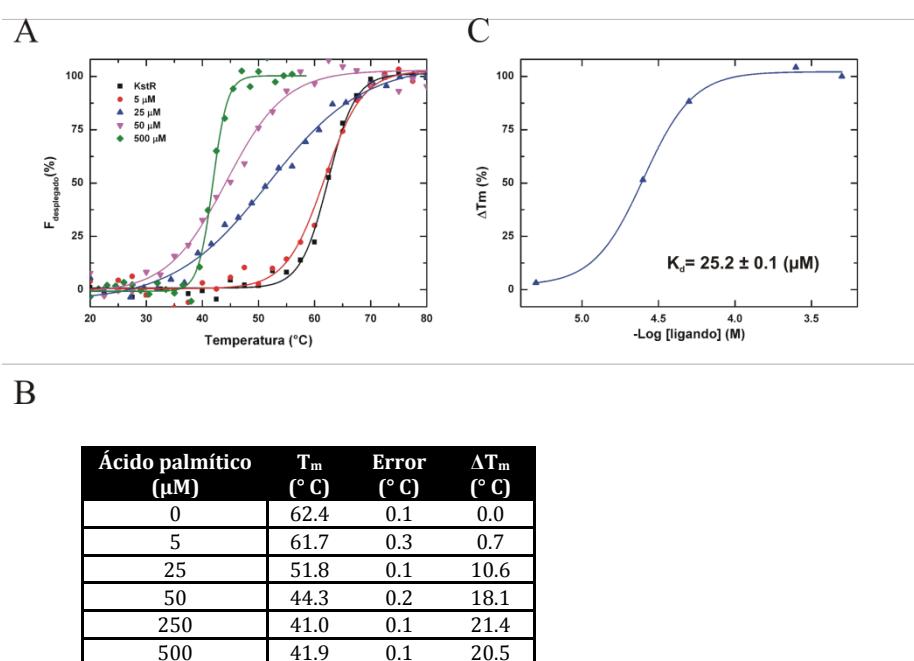 A
C
100
75
50
25
0
F desplegado (%)
KstR
5 µM
25 µM
50 µM
500 µM
20 30 40 50 60 70 80
Temperatura (°C)
100
75
50
25
0
ΔTm (%)
Kd= 25.2 ± 0.1 (µM)
5.0 4.5 4.0 3.5
-Log [ligando] (M)
B
Ácido palmítico (µM) Tm (° C) Error (° C) ΔTm (° C)
0 62.4 0.1 0.0
5 61.7 0.3 0.7
25 51.8 0.1 10.6
50 44.3 0.2 18.1
250 41.0 0.1 21.4
500 41.9 0.1 20.5